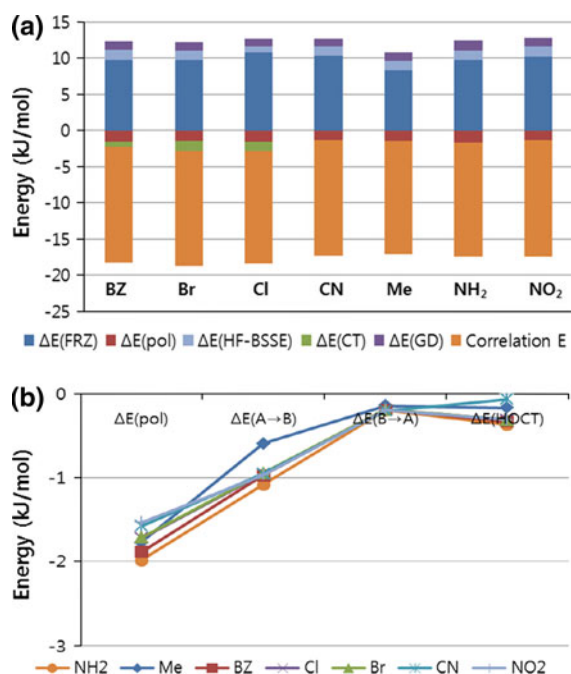 (a)
Energy (kJ/mol)
15
10
5
0
-5
-10
-15
-20
-25
BZ Br Cl CN Me NH₂ NO₂
ΔE(FRZ) ΔE(pol) ΔE(HF-BSSE) ΔE(CT) ΔE(GD) Correlation E
(b)
Energy (kJ/mol)
0
-1
-2
-3
ΔE(pol) ΔE(A→B) ΔE(B→A) ΔE(HOCT)
NH2 Me BZ Cl Br CN NO2